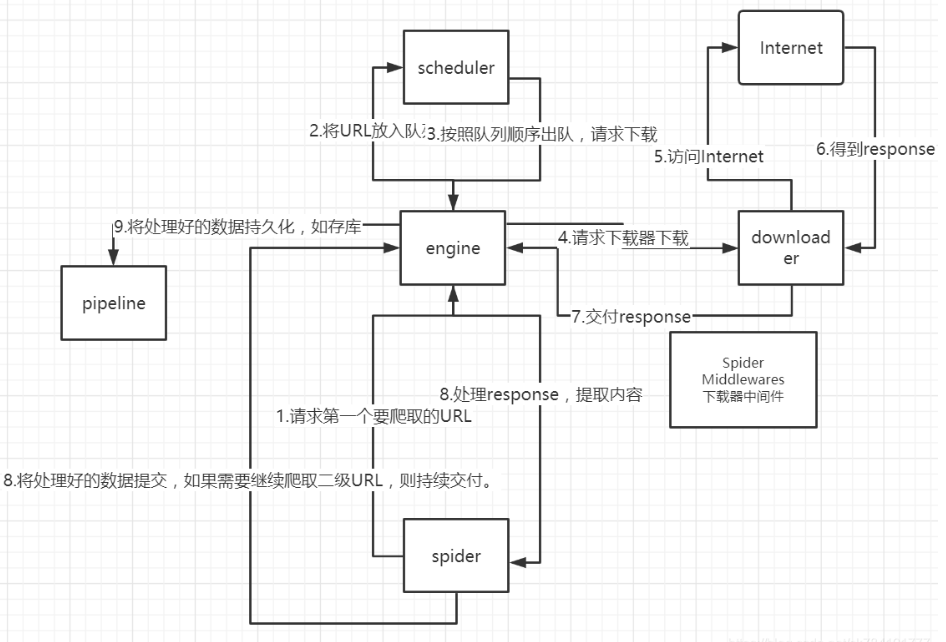 Internet
scheduler
2.将URL放入队
3.按照队列顺序出队，请求下载
5.访问Internet
6.得到response
9.将处理好的数据持久化，如存库
engine
4.请求下载器下载
download
er
pipeline
7.交付response
Spider
Middlewares
下载器中间件
8.处理response，提取内容
1.请求第一个要爬取的URL
8.将处理好的数据提交，如果需要继续爬取二级URL，则持续交付。
spider